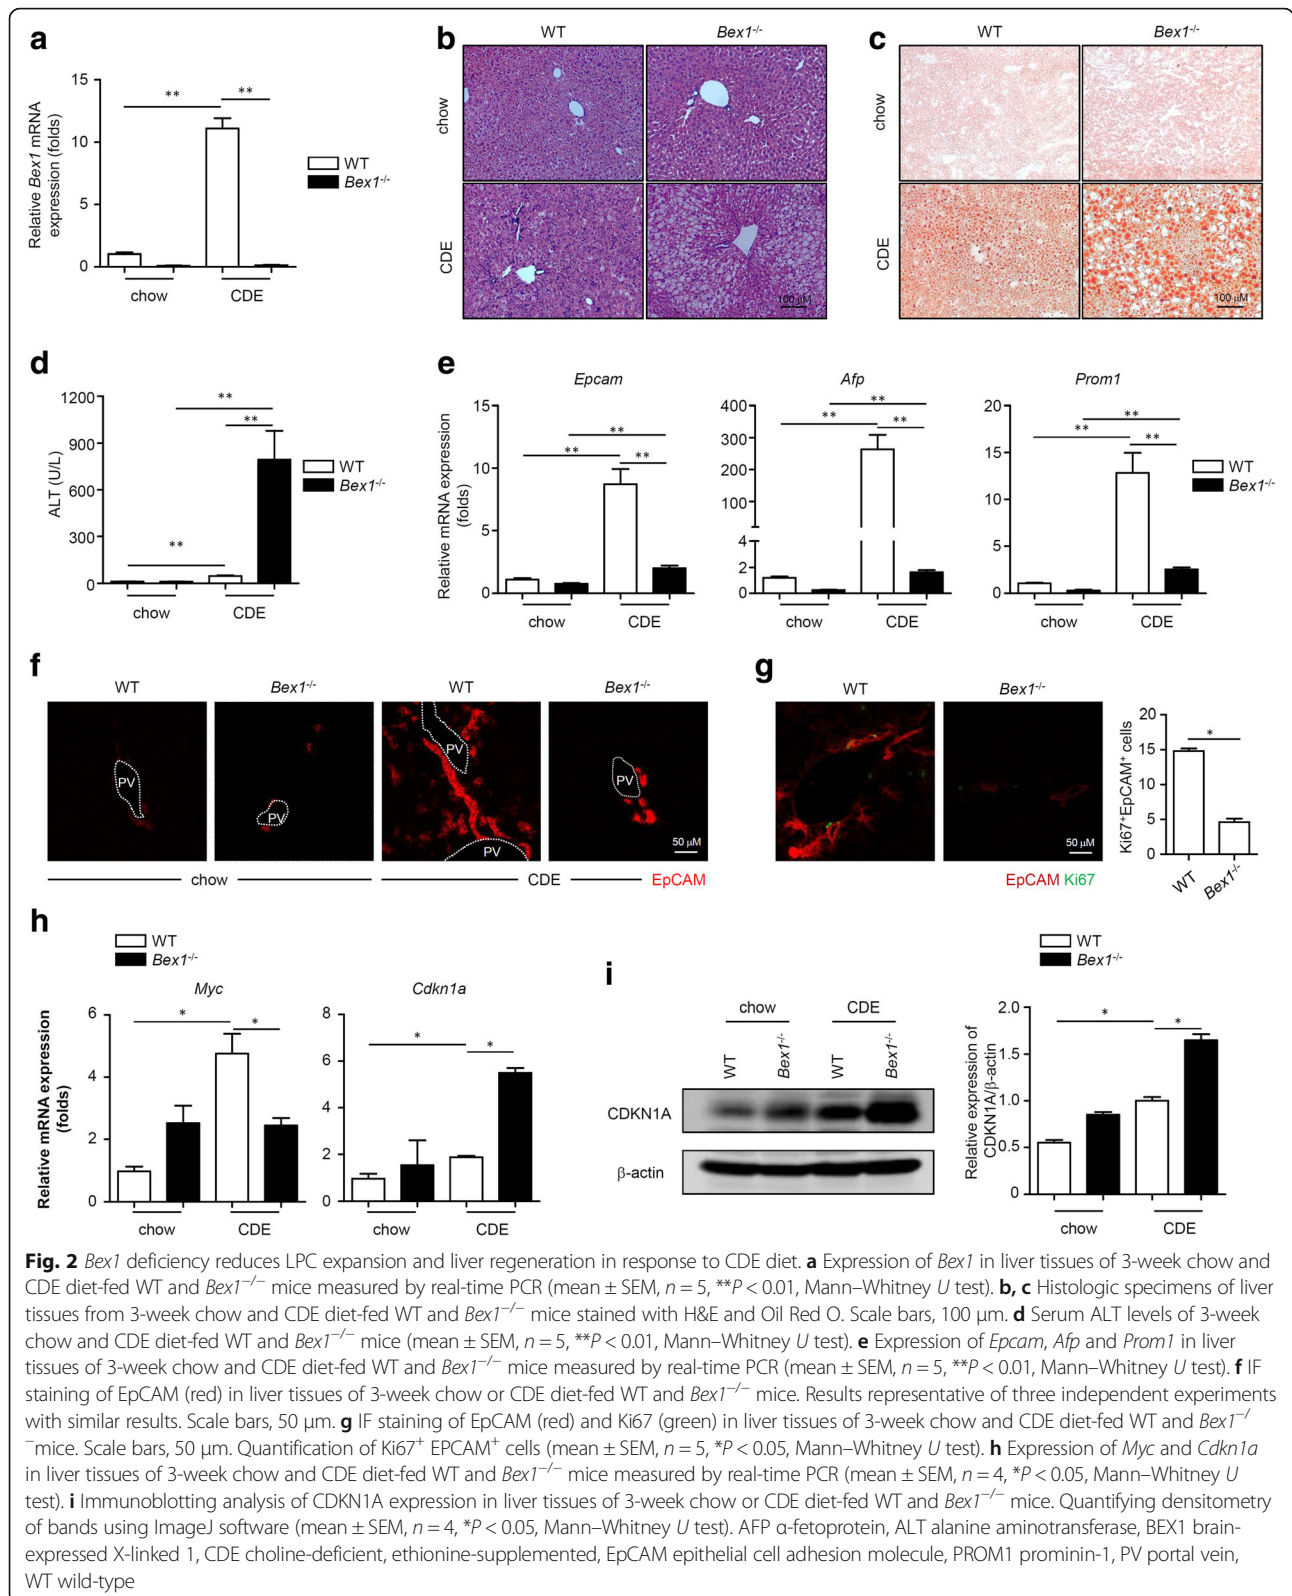 a
15
**
**
10
Relative Bex1 mRNA
expression (folds)
5
0
chow
CDE
WT
Bex1-/-
b
WT
Bex1-/-
chow
CDE
100 µM
c
WT
Bex1-/-
chow
CDE
100 µM
d
1200
900
600
300
0
ALT (U/L)
**
**
**
chow
CDE
WT
Bex1-/-
e
Relative mRNA expression
(folds)
Epcam
15
10
5
0
**
**
**
chow
CDE
Afp
400
300
200
100
4
2
0
**
**
**
chow
CDE
Prom1
20
15
10
5
0
**
**
**
chow
CDE
WT
Bex1-/-
f
WT
Bex1-/-
WT
Bex1-/-
PV
PV
PV
PV
PV
50 µM
chow
CDE
EpCAM
g
WT
Bex1-/-
50 µM
EpCAM Ki67
Ki67+EpCAM+ cells
20
15
10
5
0
*
WT
Bex1-/-
h
WT
Bex1-/-
Relative mRNA expression
(folds)
Myc
6
4
2
0
*
*
chow
CDE
Cdkn1a
8
6
4
2
0
*
*
chow
CDE
i
chow
CDE
WT
Bex1-/-
WT
Bex1-/-
CDKN1A
β-actin
WT
Bex1-/-
Relative expression of
CDKN1A/β-actin
2.0
1.5
1.0
0.5
0
*
*
chow
CDE
Fig. 2 Bex1 deficiency reduces LPC expansion and liver regeneration in response to CDE diet. a Expression of Bex1 in liver tissues of 3-week chow and
CDE diet-fed WT and Bex1−/− mice measured by real-time PCR (mean ± SEM, n = 5, **P < 0.01, Mann–Whitney U test). b, c Histologic specimens of liver
tissues from 3-week chow and CDE diet-fed WT and Bex1−/− mice stained with H&E and Oil Red O. Scale bars, 100 μm. d Serum ALT levels of 3-week
chow and CDE diet-fed WT and Bex1−/− mice (mean ± SEM, n = 5, **P < 0.01, Mann–Whitney U test). e Expression of Epcam, Afp and Prom1 in liver
tissues of 3-week chow and CDE diet-fed WT and Bex1−/− mice measured by real-time PCR (mean ± SEM, n = 5, **P < 0.01, Mann–Whitney U test). f IF
staining of EpCAM (red) in liver tissues of 3-week chow or CDE diet-fed WT and Bex1−/− mice. Results representative of three independent experiments
with similar results. Scale bars, 50 μm. g IF staining of EpCAM (red) and Ki67 (green) in liver tissues of 3-week chow and CDE diet-fed WT and Bex1−/
−mice. Scale bars, 50 μm. Quantification of Ki67+ EPCAM+ cells (mean ± SEM, n = 5, *P < 0.05, Mann–Whitney U test). h Expression of Myc and Cdkn1a
in liver tissues of 3-week chow and CDE diet-fed WT and Bex1−/− mice measured by real-time PCR (mean ± SEM, n = 4, *P < 0.05, Mann–Whitney U
test). i Immunoblotting analysis of CDKN1A expression in liver tissues of 3-week chow or CDE diet-fed WT and Bex1−/− mice. Quantifying densitometry
of bands using ImageJ software (mean ± SEM, n = 4, *P < 0.05, Mann–Whitney U test). AFP α-fetoprotein, ALT alanine aminotransferase, BEX1 brain-
expressed X-linked 1, CDE choline-deficient, ethionine-supplemented, EpCAM epithelial cell adhesion molecule, PROM1 prominin-1, PV portal vein,
WT wild-type